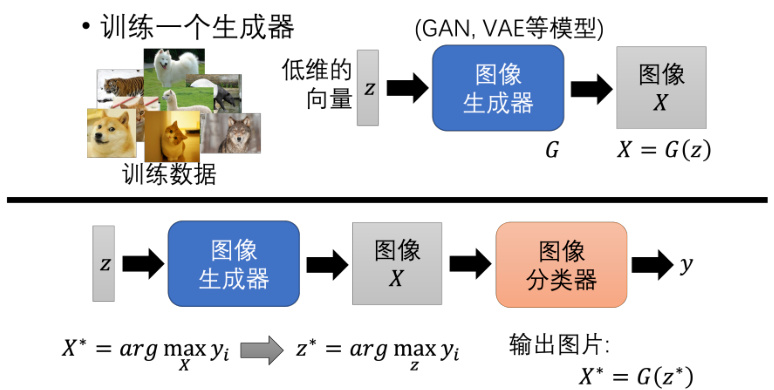 • 训练一个生成器
(GAN, VAE等模型)
低维的
向量
z
图像
生成器
图像
X
G
X = G(z)
训练数据
z
图像
生成器
图像
X
图像
分类器
y
X* = arg max_X y_i
z* = arg max_z y_i
输出图片:
X* = G(z*)